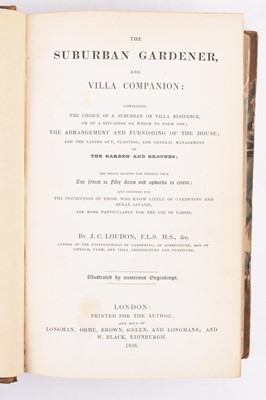 THE
SUBURBAN GARDENER,
AND
VILLA COMPANION:
COMPRISING
THE CHOICE OF A SUBURBAN OR VILLA RESIDENCE,
OR OF A SITUATION ON WHICH TO FORM ONE;
THE ARRANGEMENT AND FURNISHING OF THE HOUSE;
AND THE LAYING OUT, PLANTING, AND GENERAL MANAGEMENT
OF
THE GARDEN AND GROUNDS;
THE WHOLE ADAPTED FOR GROUNDS FROM
One Perch to Fifty Acres and upwards in extent;
AND INTENDED FOR
THE INSTRUCTION OF THOSE WHO KNOW LITTLE OF GARDENING AND
RURAL AFFAIRS,
AND MORE PARTICULARLY FOR THE USE OF LADIES.
By J. C. LOUDON, F.L.S. H.S., &c.
AUTHOR OF THE ENCYCLOPÆDIAS OF GARDENING, OF AGRICULTURE, AND OF
COTTAGE, FARM, AND VILLA ARCHITECTURE AND FURNITURE.
Illustrated by numerous Engravings.
LONDON:
PRINTED FOR THE AUTHOR;
AND SOLD BY
LONGMAN, ORME, BROWN, GREEN, AND LONGMANS; AND
W. BLACK, EDINBURGH.
1838.